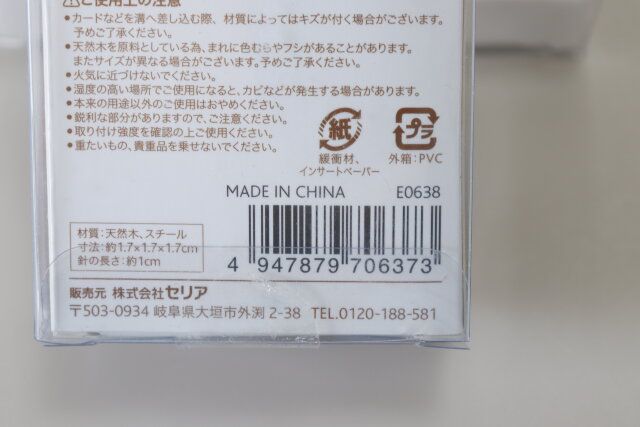 ご使用上の注意
●カードなどを溝へ差し込む際、材質によってはキズが付く場合がございます。
予めご了承ください。
●天然木を原料としている為、まれに色むらやフシがあることがあります。
またサイズが異なる場合がございます。予めご了承ください。
●火気に近づけないでください。
●湿度の高い場所でご使用になると、カビなどが発生する場合があります。
●本来の用途以外のご使用はおやめください。
●鋭利な部分がありますので、ご注意ください。
●取り付け強度を確認の上ご使用ください。
●重たいもの、貴重品を乗せないでください。
紙
緩衝材、
インサートペーパー
プラ
外箱:PVC
MADE IN CHINA E0638
材質:天然木、スチール
寸法:約1.7×1.7×1.7cm
針の長さ:約1cm
4 947879 706373
販売元 株式会社セリア
〒503-0934 岐阜県大垣市外渕 2-38 TEL.0120-188-581